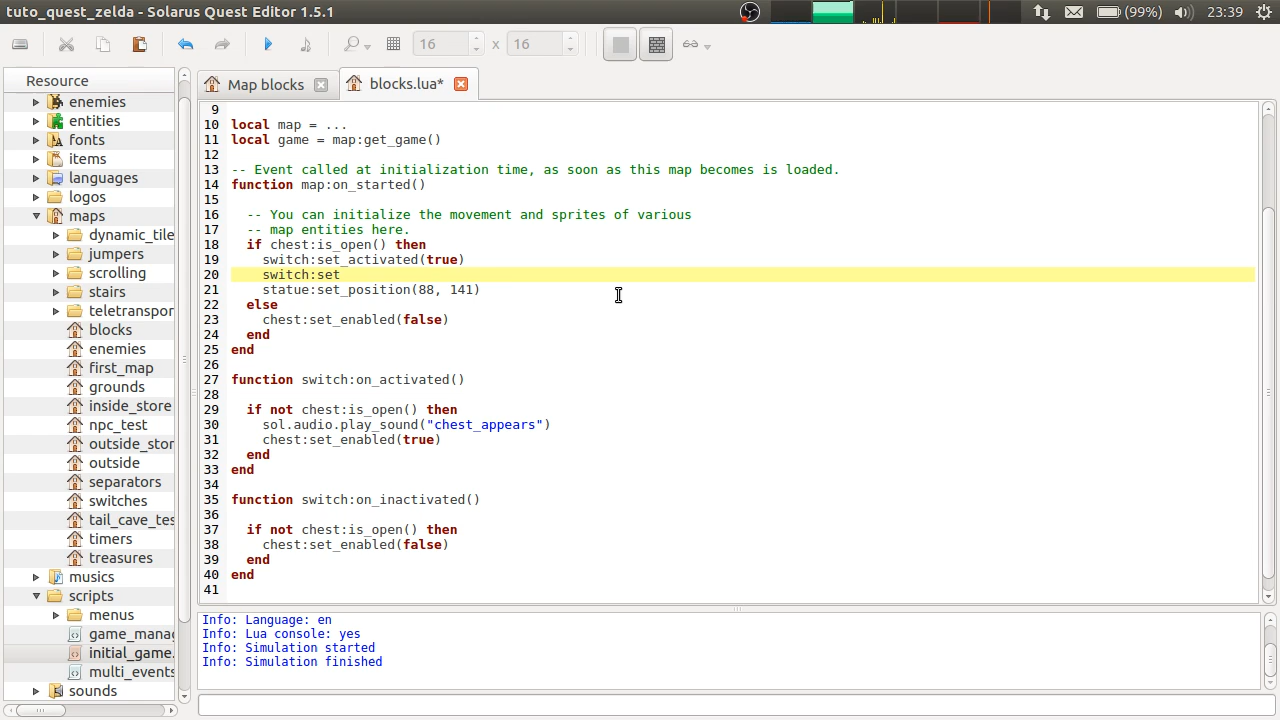 tuto_quest_zelda - Solarus Quest Editor 1.5.1
(99%)
23:39
16
x
16
Resource
enemies
entities
fonts
items
languages
logos
maps
dynamic_tile
jumpers
scrolling
stairs
teletranspor
blocks
enemies
first_map
grounds
inside_store
npc_test
outside_stor
outside
separators
switches
tail_cave_tes
timers
treasures
musics
scripts
menus
game_manag
initial_game.
multi_events
sounds
Map blocks
blocks.lua*
9
10 local map = ...
11 local game = map:get_game()
12
13 -- Event called at initialization time, as soon as this map becomes is loaded.
14 function map:on_started()
15
16 -- You can initialize the movement and sprites of various
17 -- map entities here.
18 if chest:is_open() then
19 switch:set_activated(true)
20 switch:set
21 statue:set_position(88, 141)
22 else
23 chest:set_enabled(false)
24 end
25 end
26
27 function switch:on_activated()
28
29 if not chest:is_open() then
30 sol.audio.play_sound("chest_appears")
31 chest:set_enabled(true)
32 end
33 end
34
35 function switch:on_inactivated()
36
37 if not chest:is_open() then
38 chest:set_enabled(false)
39 end
40 end
41
Info: Language: en
Info: Lua console: yes
Info: Simulation started
Info: Simulation finished